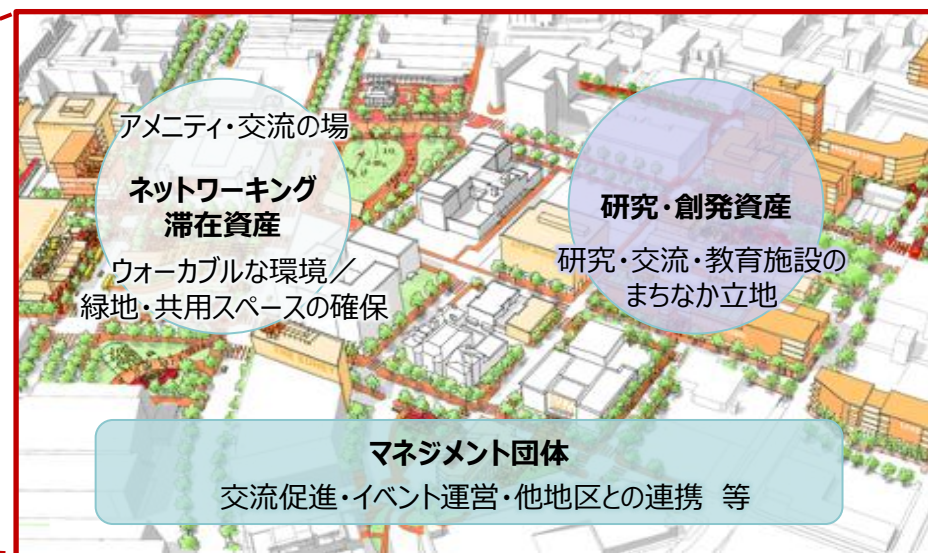 アメニティ・交流の場
ネットワーキング
滞在資産
ウォーカブルな環境／
緑地・共用スペースの確保
研究・創発資産
研究・交流・教育施設の
まちなか立地
マネジメント団体
交流促進・イベント運営・他地区との連携 等